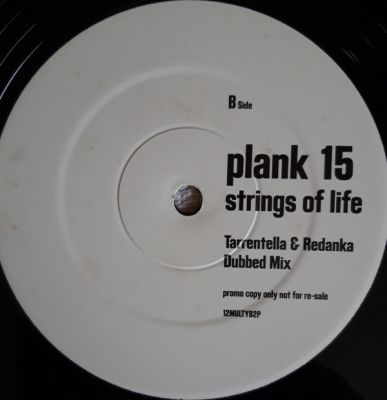 B Side
plank 15
strings of life
Tarrentella & Redanka
Dubbed Mix
promo copy only not for re-sale
12MULTY82P